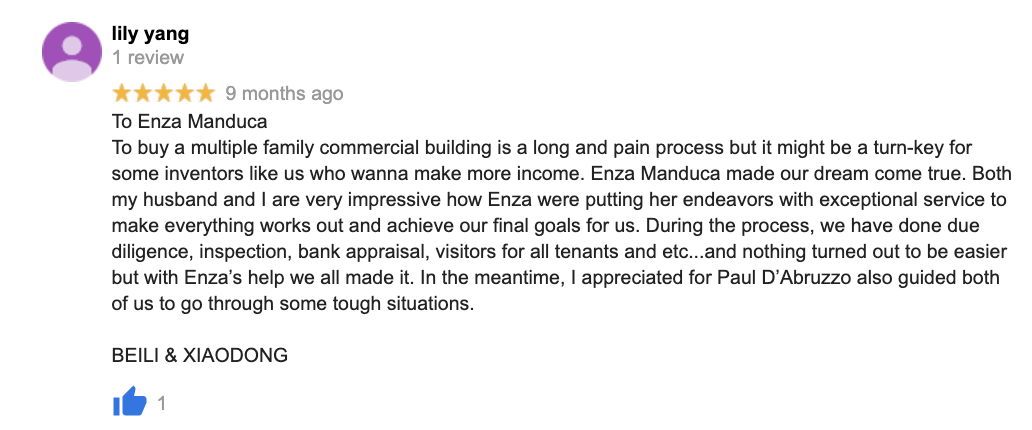 lily yang
1 review
9 months ago
To Enza Manduca
To buy a multiple family commercial building is a long and pain process but it might be a turn-key for
some inventors like us who wanna make more income. Enza Manduca made our dream come true. Both
my husband and I are very impressive how Enza were putting her endeavors with exceptional service to
make everything works out and achieve our final goals for us. During the process, we have done due
diligence, inspection, bank appraisal, visitors for all tenants and etc...and nothing turned out to be easier
but with Enza’s help we all made it. In the meantime, I appreciated for Paul D’Abruzzo also guided both
of us to go through some tough situations.
BEILI & XIAODONG
1